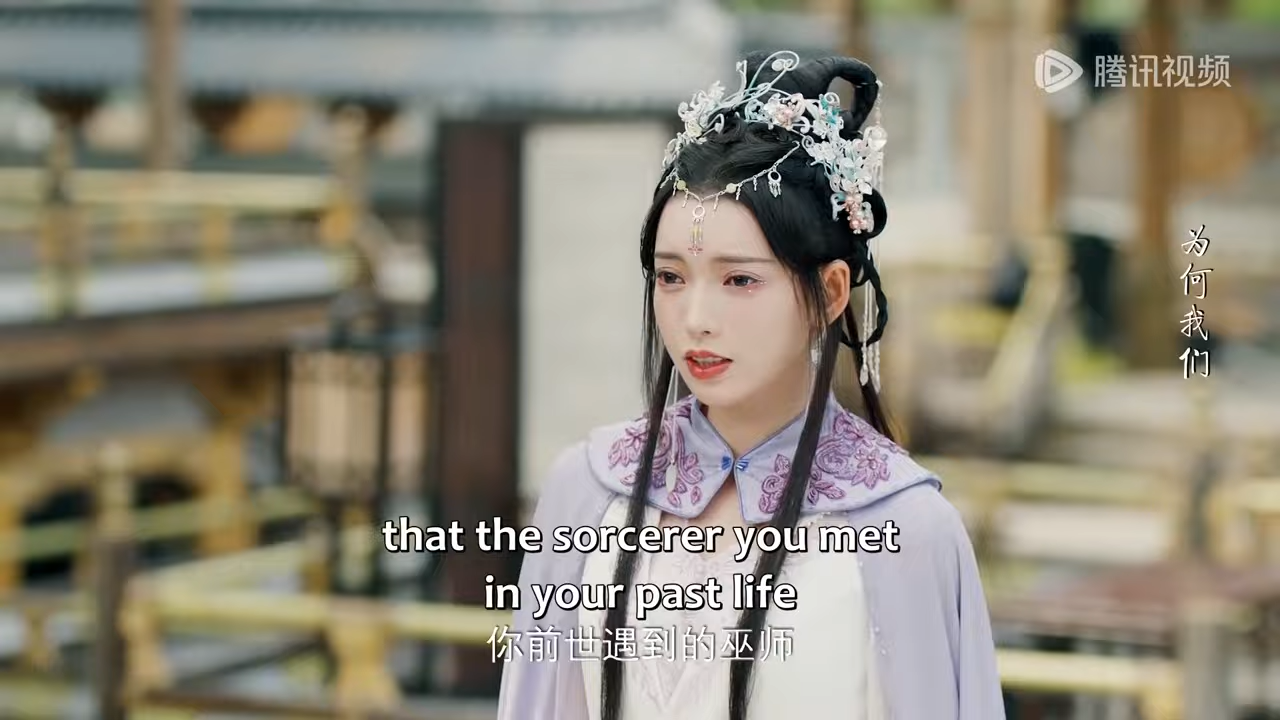 腾讯视频
为何我们
that the sorcerer you met
in your past life
你前世遇到的巫师